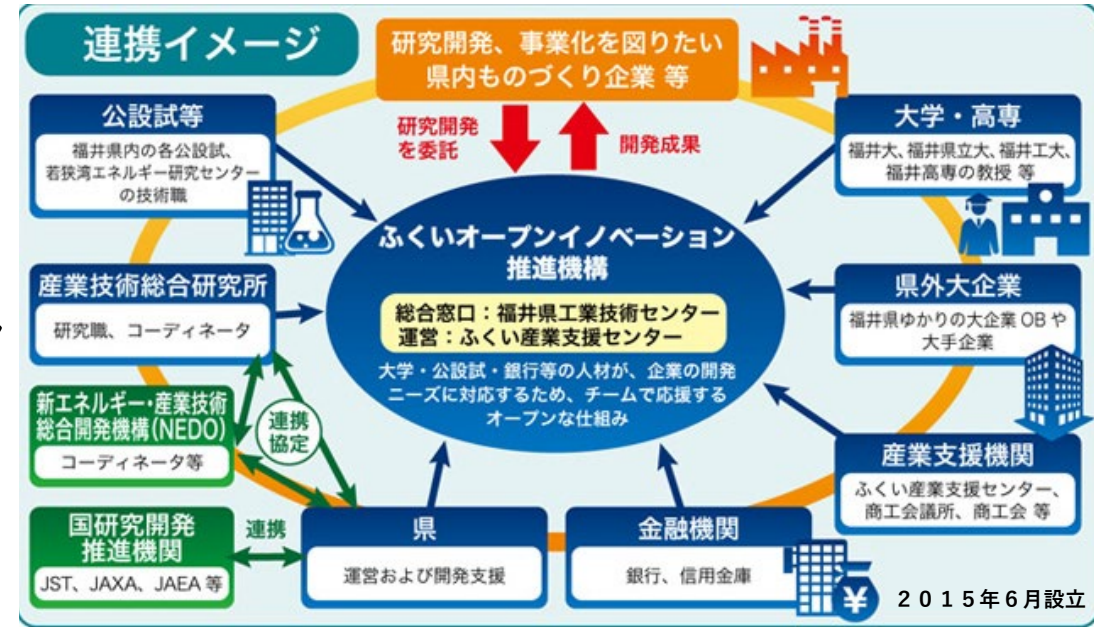 連携イメージ
研究開発、事業化を図りたい
県内ものづくり企業 等
研究開発
を委託
開発成果
公設試等
福井県内の各公設試、
若狭湾エネルギー研究センター
の技術職
大学・高専
福井大、福井県立大、福井工大、
福井高専の教授 等
ふくいオープンイノベーション
推進機構
総合窓口：福井県工業技術センター
運営：ふくい産業支援センター
大学・公設試・銀行等の人材が、企業の開発
ニーズに対応するため、チームで応援する
オープンな仕組み
産業技術総合研究所
研究職、コーディネータ
県外大企業
福井県ゆかりの大企業 OB や
大手企業
新エネルギー・産業技術
総合開発機構(NEDO)
コーディネータ等
連携
協定
産業支援機関
ふくい産業支援センター、
商工会議所、商工会 等
国研究開発
推進機関
JST、JAXA、JAEA 等
連携
県
運営および開発支援
金融機関
銀行、信用金庫
¥
２０１５年６月設立